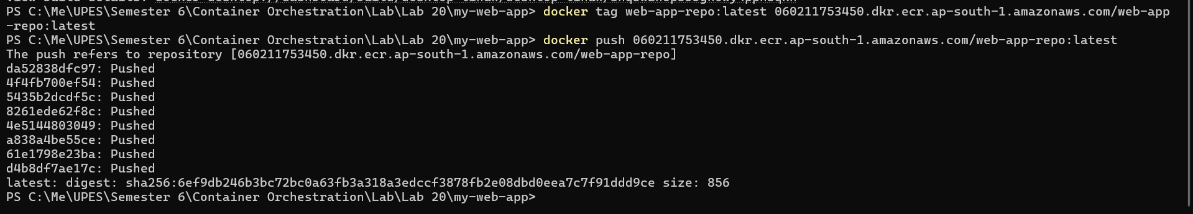 PS C:\Me\UPES\Semester 6\Container Orchestration\Lab\Lab 20\my-web-app> docker tag web-app-repo:latest 060211753450.dkr.ecr.ap-south-1.amazonaws.com/web-app
-repo:latest
PS C:\Me\UPES\Semester 6\Container Orchestration\Lab\Lab 20\my-web-app> docker push 060211753450.dkr.ecr.ap-south-1.amazonaws.com/web-app-repo:latest
The push refers to repository [060211753450.dkr.ecr.ap-south-1.amazonaws.com/web-app-repo]
da52838dfc97: Pushed
4f4fb700ef54: Pushed
5435b2dcdf5c: Pushed
8261ede62f8c: Pushed
4e5144803049: Pushed
a838a4be55ce: Pushed
61e1798e23ba: Pushed
d4b8df7ae17c: Pushed
latest: digest: sha256:6ef9db246b3bc72bc0a63fb3a318a3edccf3878fb2e08dbd0eea7c7f91ddd9ce size: 856
PS C:\Me\UPES\Semester 6\Container Orchestration\Lab\Lab 20\my-web-app>